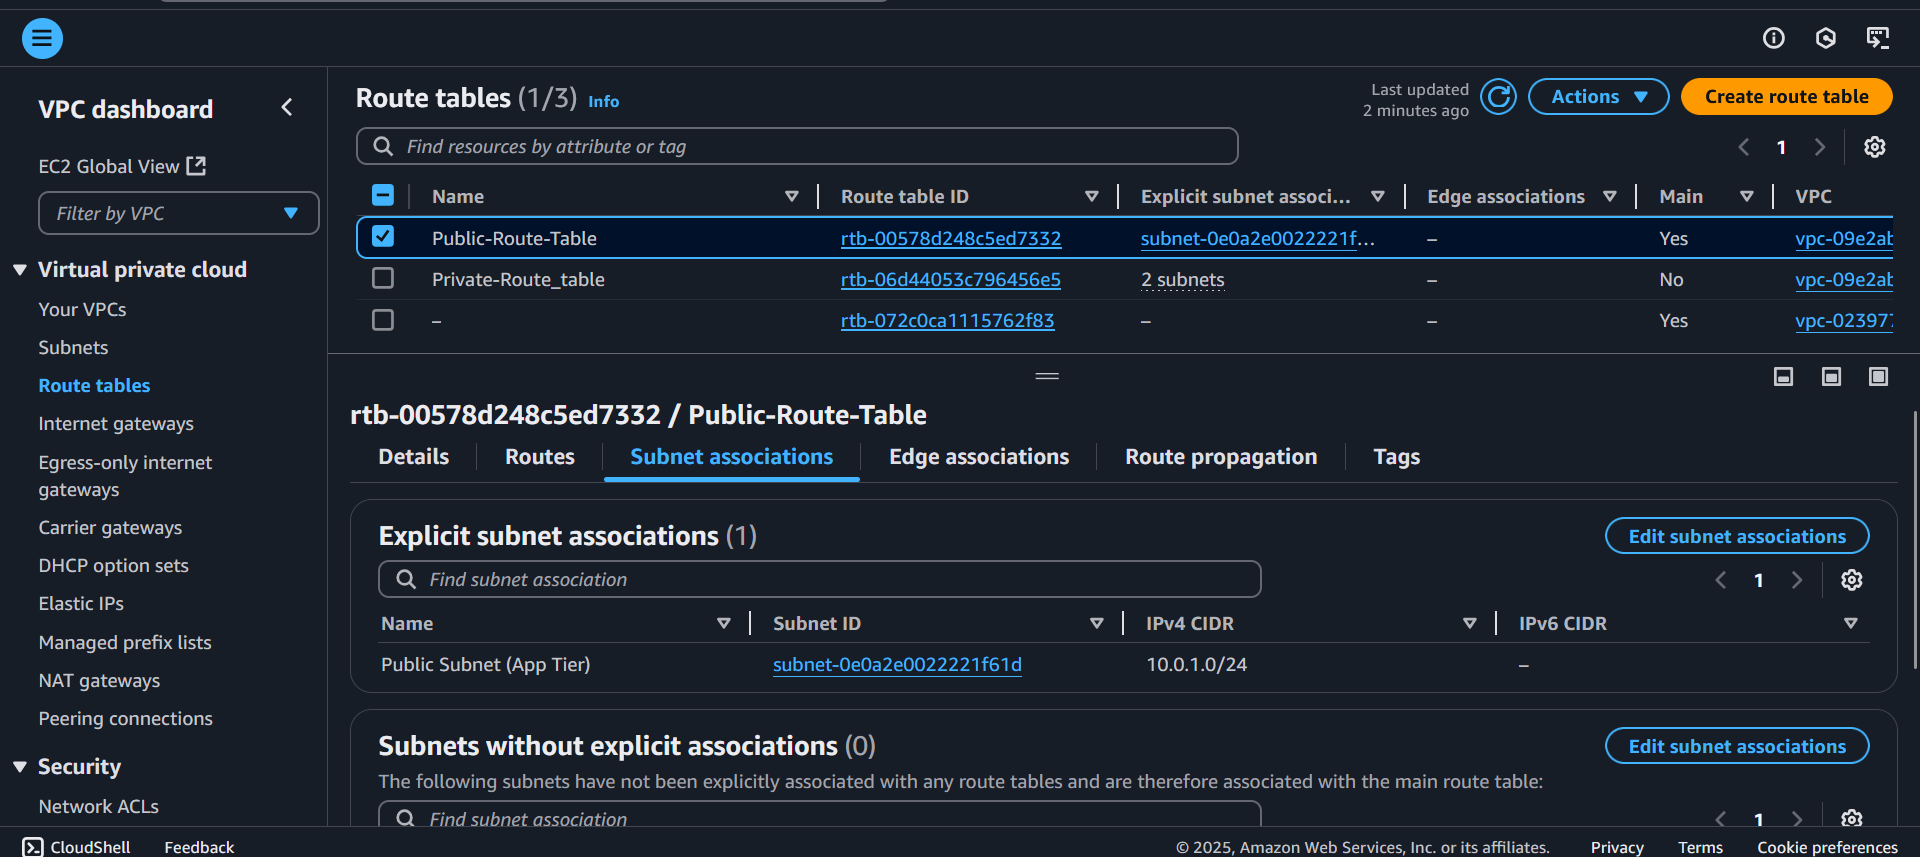 VPC dashboard
EC2 Global View
Filter by VPC
Virtual private cloud
Your VPCs
Subnets
Route tables
Internet gateways
Egress-only internet
gateways
Carrier gateways
DHCP option sets
Elastic IPs
Managed prefix lists
NAT gateways
Peering connections
Security
Network ACLs
Route tables (1/3) Info
Last updated
2 minutes ago
Actions
Create route table
Find resources by attribute or tag
1
Name Route table ID Explicit subnet associ... Edge associations Main VPC
Public-Route-Table rtb-00578d248c5ed7332 subnet-0e0a2e0022221f... – Yes vpc-09e2ab
Private-Route_table rtb-06d44053c796456e5 2 subnets – No vpc-09e2ab
– rtb-072c0ca1115762f83 – – Yes vpc-023977
rtb-00578d248c5ed7332 / Public-Route-Table
Details Routes Subnet associations Edge associations Route propagation Tags
Explicit subnet associations (1)
Edit subnet associations
Find subnet association
1
Name Subnet ID IPv4 CIDR IPv6 CIDR
Public Subnet (App Tier) subnet-0e0a2e0022221f61d 10.0.1.0/24 –
Subnets without explicit associations (0)
Edit subnet associations
The following subnets have not been explicitly associated with any route tables and are therefore associated with the main route table:
Find subnet association
1
CloudShell Feedback © 2025, Amazon Web Services, Inc. or its affiliates. Privacy Terms Cookie preferences